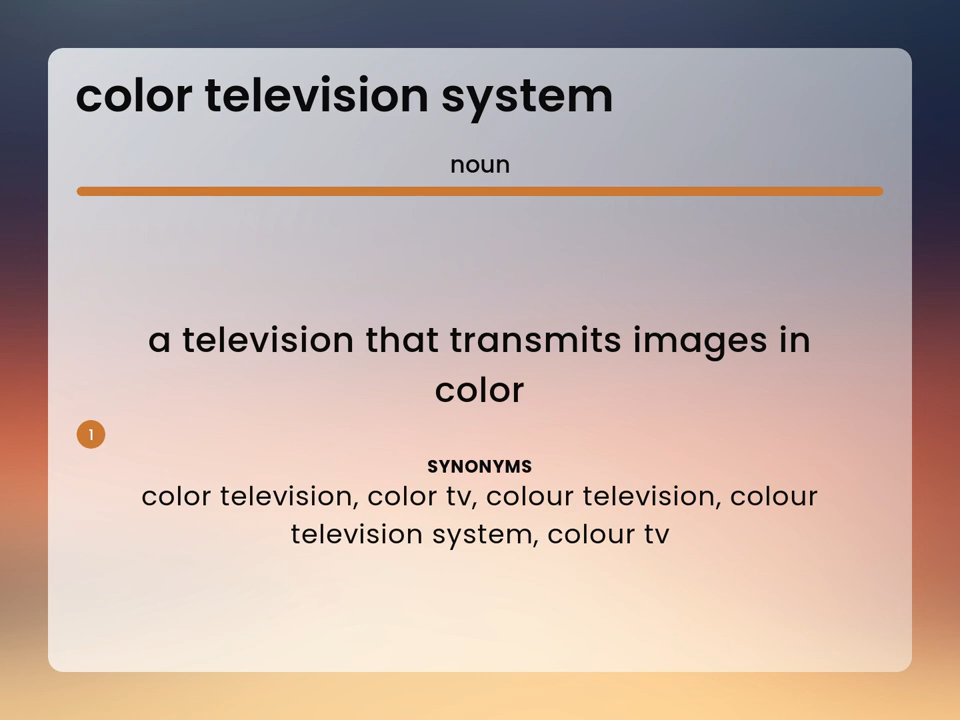 color television system
noun
a television that transmits images in
color
1
SYNONYMS
color television, color tv, colour television, colour
television system, colour tv